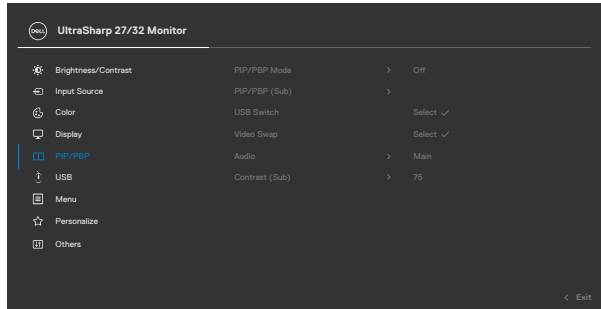 DELL UltraSharp 27/32 Monitor
Brightness/Contrast PIP/PBP Mode > Off
Input Source PIP/PBP (Sub) >
Color USB Switch Select ✓
Display Video Swap Select ✓
PIP/PBP Audio > Main
USB Contrast (Sub) > 75
Menu
Personalize
Others
< Exit